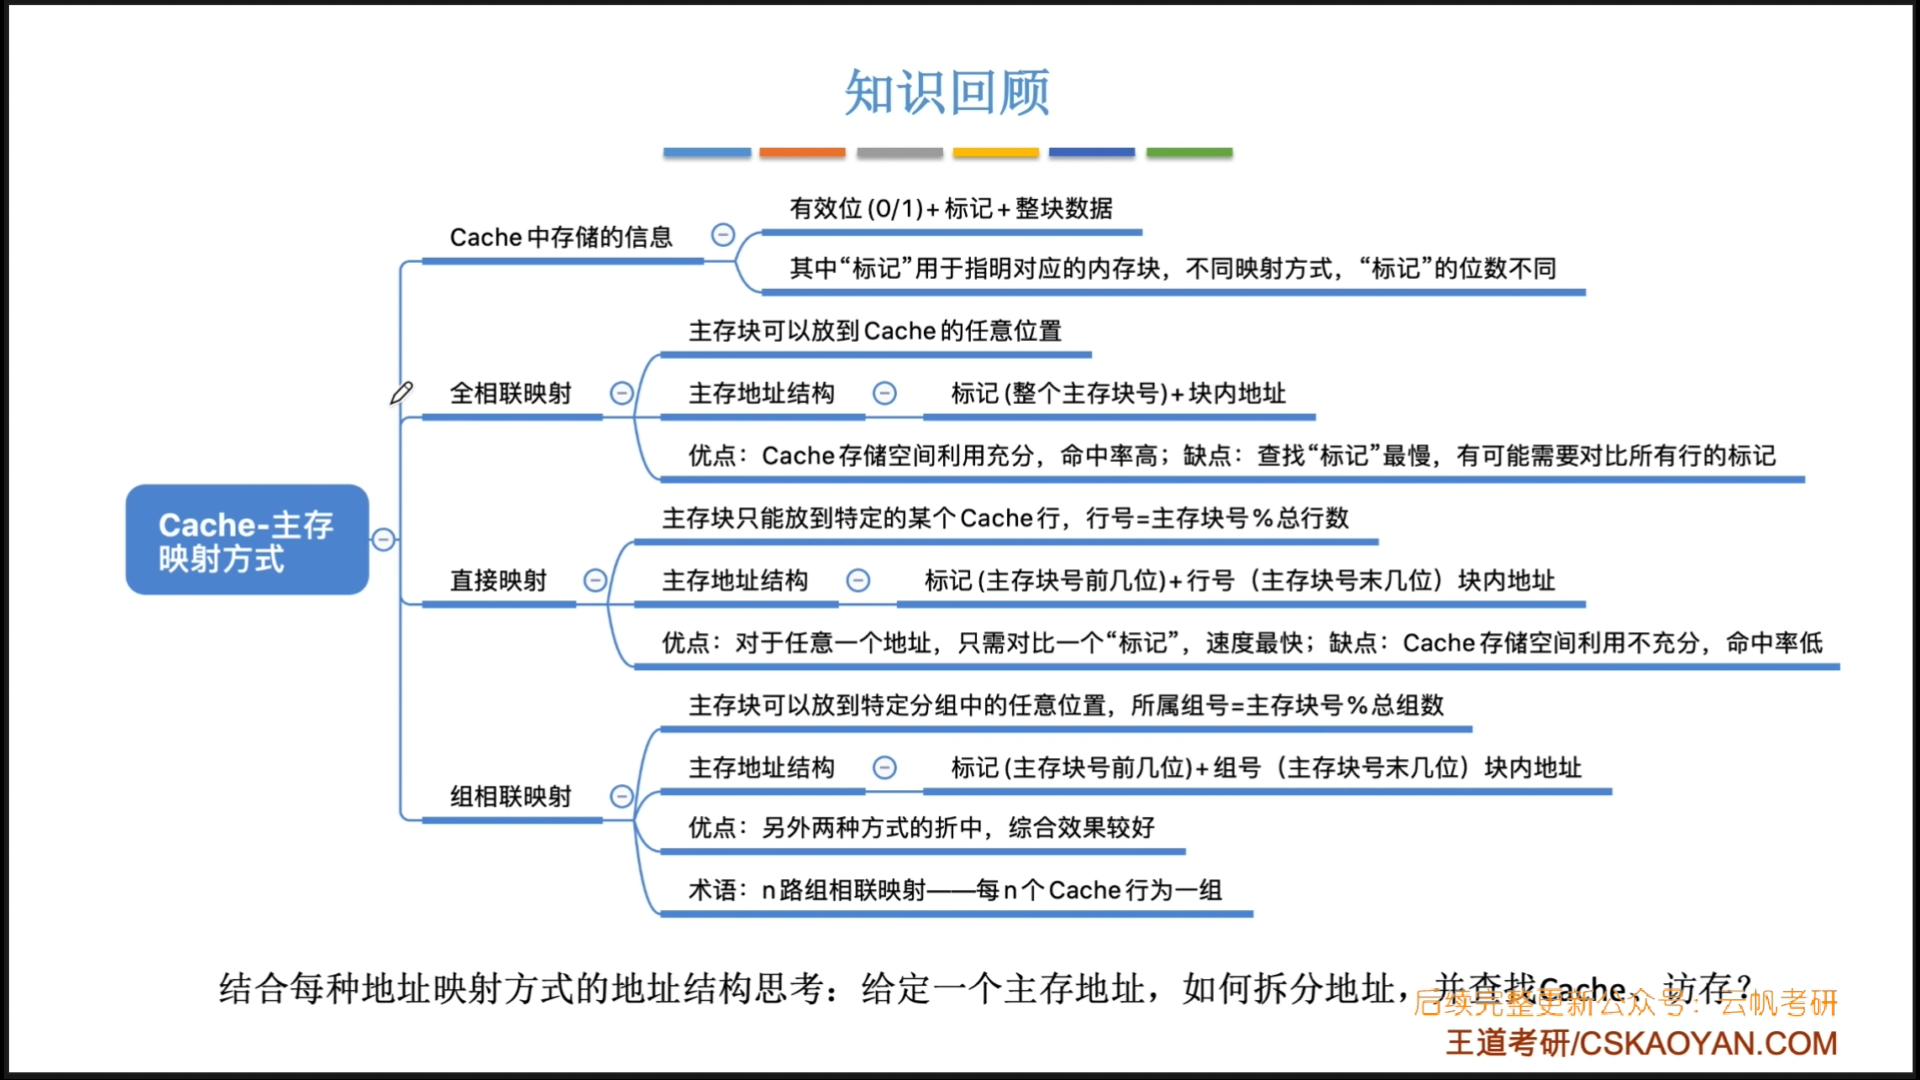 知识回顾
Cache中存储的信息
有效位(0/1)+标记+整块数据
其中“标记”用于指明对应的内存块，不同映射方式，“标记”的位数不同
全相联映射
主存块可以放到Cache的任意位置
主存地址结构
标记(整个主存块号)+块内地址
优点：Cache存储空间利用充分，命中率高；缺点：查找“标记”最慢，有可能需要对比所有行的标记
Cache-主存
映射方式
直接映射
主存块只能放到特定的某个Cache行，行号=主存块号%总行数
主存地址结构
标记(主存块号前几位)+行号（主存块号末几位）块内地址
优点：对于任意一个地址，只需对比一个“标记”，速度最快；缺点：Cache存储空间利用不充分，命中率低
组相联映射
主存块可以放到特定分组中的任意位置，所属组号=主存块号%总组数
主存地址结构
标记(主存块号前几位)+组号（主存块号末几位）块内地址
优点：另外两种方式的折中，综合效果较好
术语：n路组相联映射——每n个Cache行为一组
结合每种地址映射方式的地址结构思考：给定一个主存地址，如何拆分地址，并查找Cache、访存？
后续完整更新公众号：云帆考研
王道考研/CSKAOYAN.COM